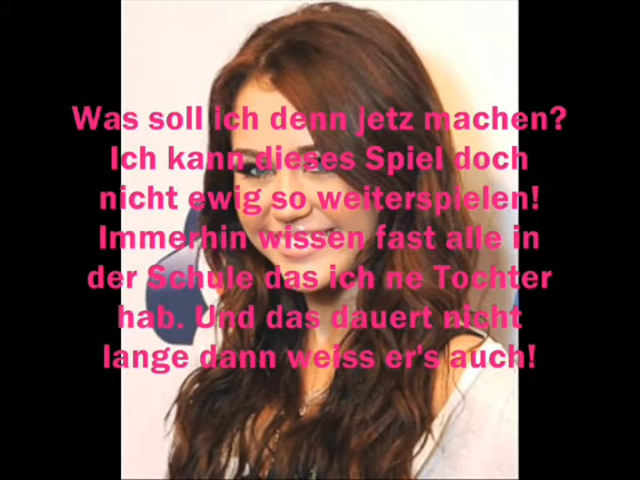 Was soll ich denn jetz machen?
Ich kann dieses Spiel doch
nicht ewig so weiterspielen!
Immerhin wissen fast alle in
der Schule das ich ne Tochter
hab. Und das dauert nicht
lange dann weiss er's auch!